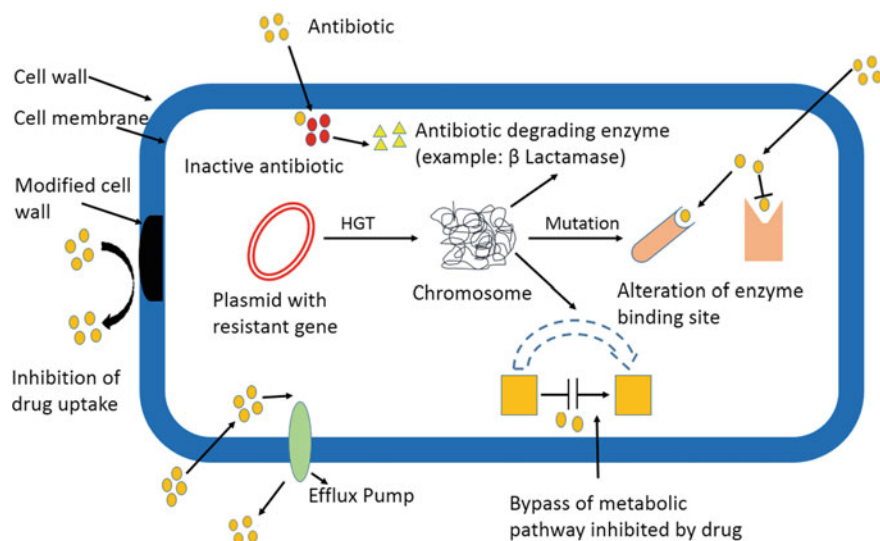 Antibiotic
Cell wall
Cell membrane
Antibiotic degrading enzyme
(example: β Lactamase)
Inactive antibiotic
Modified cell
wall
HGT
Mutation
Plasmid with
resistant gene
Chromosome
Alteration of enzyme
binding site
Inhibition of
drug uptake
Efflux Pump
Bypass of metabolic
pathway inhibited by drug